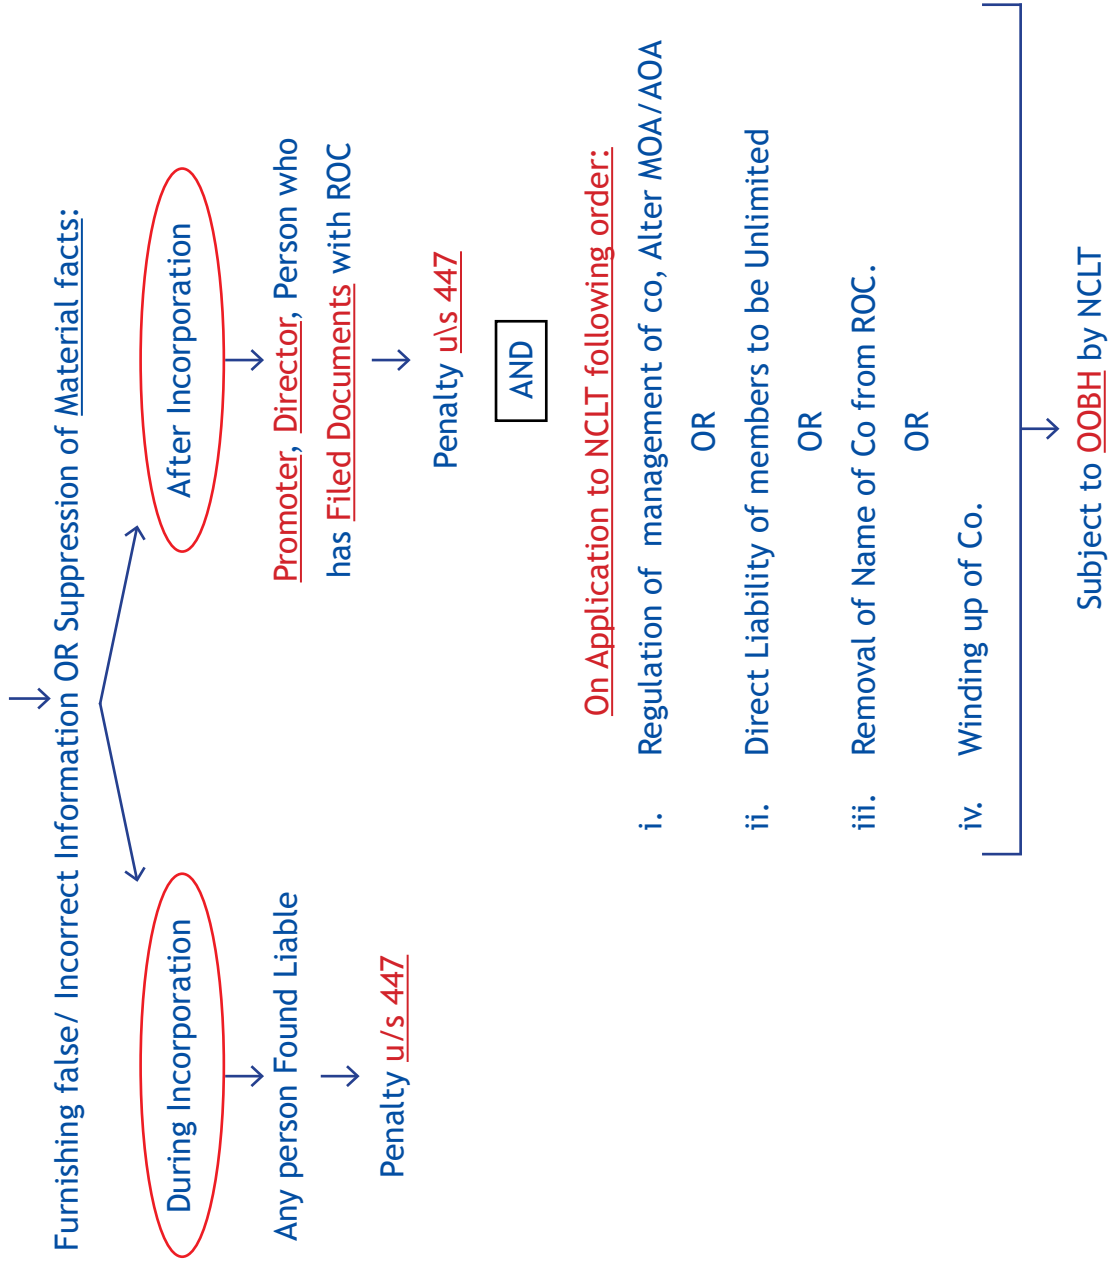 Furnishing false/ Incorrect Information OR Suppression of Material facts:
During Incorporation
Any person Found Liable
Penalty u/s 447
After Incorporation
Promoter, Director, Person who
has Filed Documents with ROC
Penalty u\s 447
AND
On Application to NCLT following order:
i. Regulation of management of co, Alter MOA/AOA
OR
ii. Direct Liability of members to be Unlimited
OR
iii. Removal of Name of Co from ROC.
OR
iv. Winding up of Co.
Subject to OOBH by NCLT